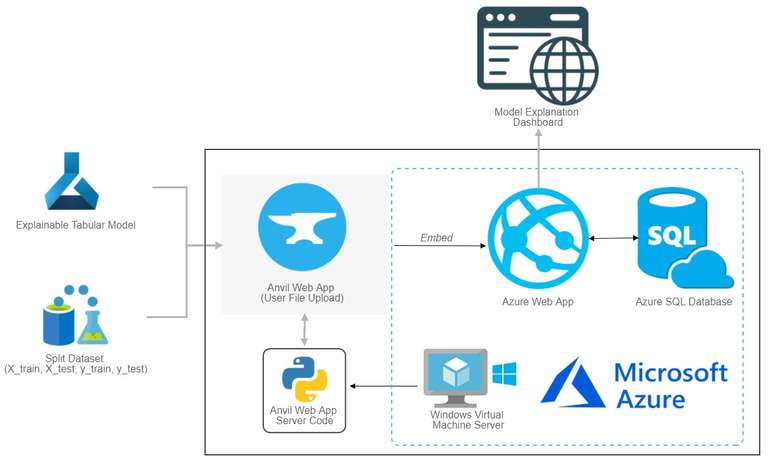 Model Explanation
Dashboard
Explainable Tabular Model
Anvil Web App
(User File Upload)
Embed
Azure Web App
SQL
Azure SQL Database
Split Dataset
(X_train, X_test, y_train, y_test)
Anvil Web App
Server Code
Windows Virtual
Machine Server
Microsoft
Azure